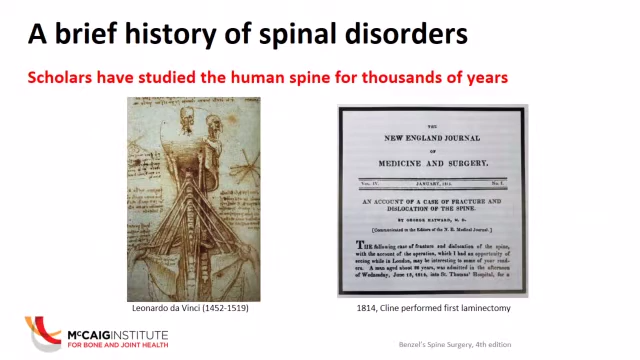 A brief history of spinal disorders
Scholars have studied the human spine for thousands of years
THE
NEW ENGLAND JOURNAL
OF
MEDICINE AND SURGERY.
Vol. IV. JANUARY, No. I.
AN ACCOUNT OF A CASE OF FRACTURE AND
DISLOCATION OF THE SPINE.
BY GEORGE HAYWARD,
[Communicated to the Editors of the N. E. Medical Journal.]
THE following case of fracture and dislocation of the spine,
with the account of the operation, which I had an opportunity of
seeing while in London, may be interesting to some of your read-
ers. A man aged about 26 years, was admitted in the afternoon
of Wednesday, June 1814, into St. Thomas' Hospital, for a
Leonardo da Vinci (1452-1519)
1814, Cline performed first laminectomy
McCAIG INSTITUTE
FOR BONE AND JOINT HEALTH
Benzel's Spine Surgery, 4th edition